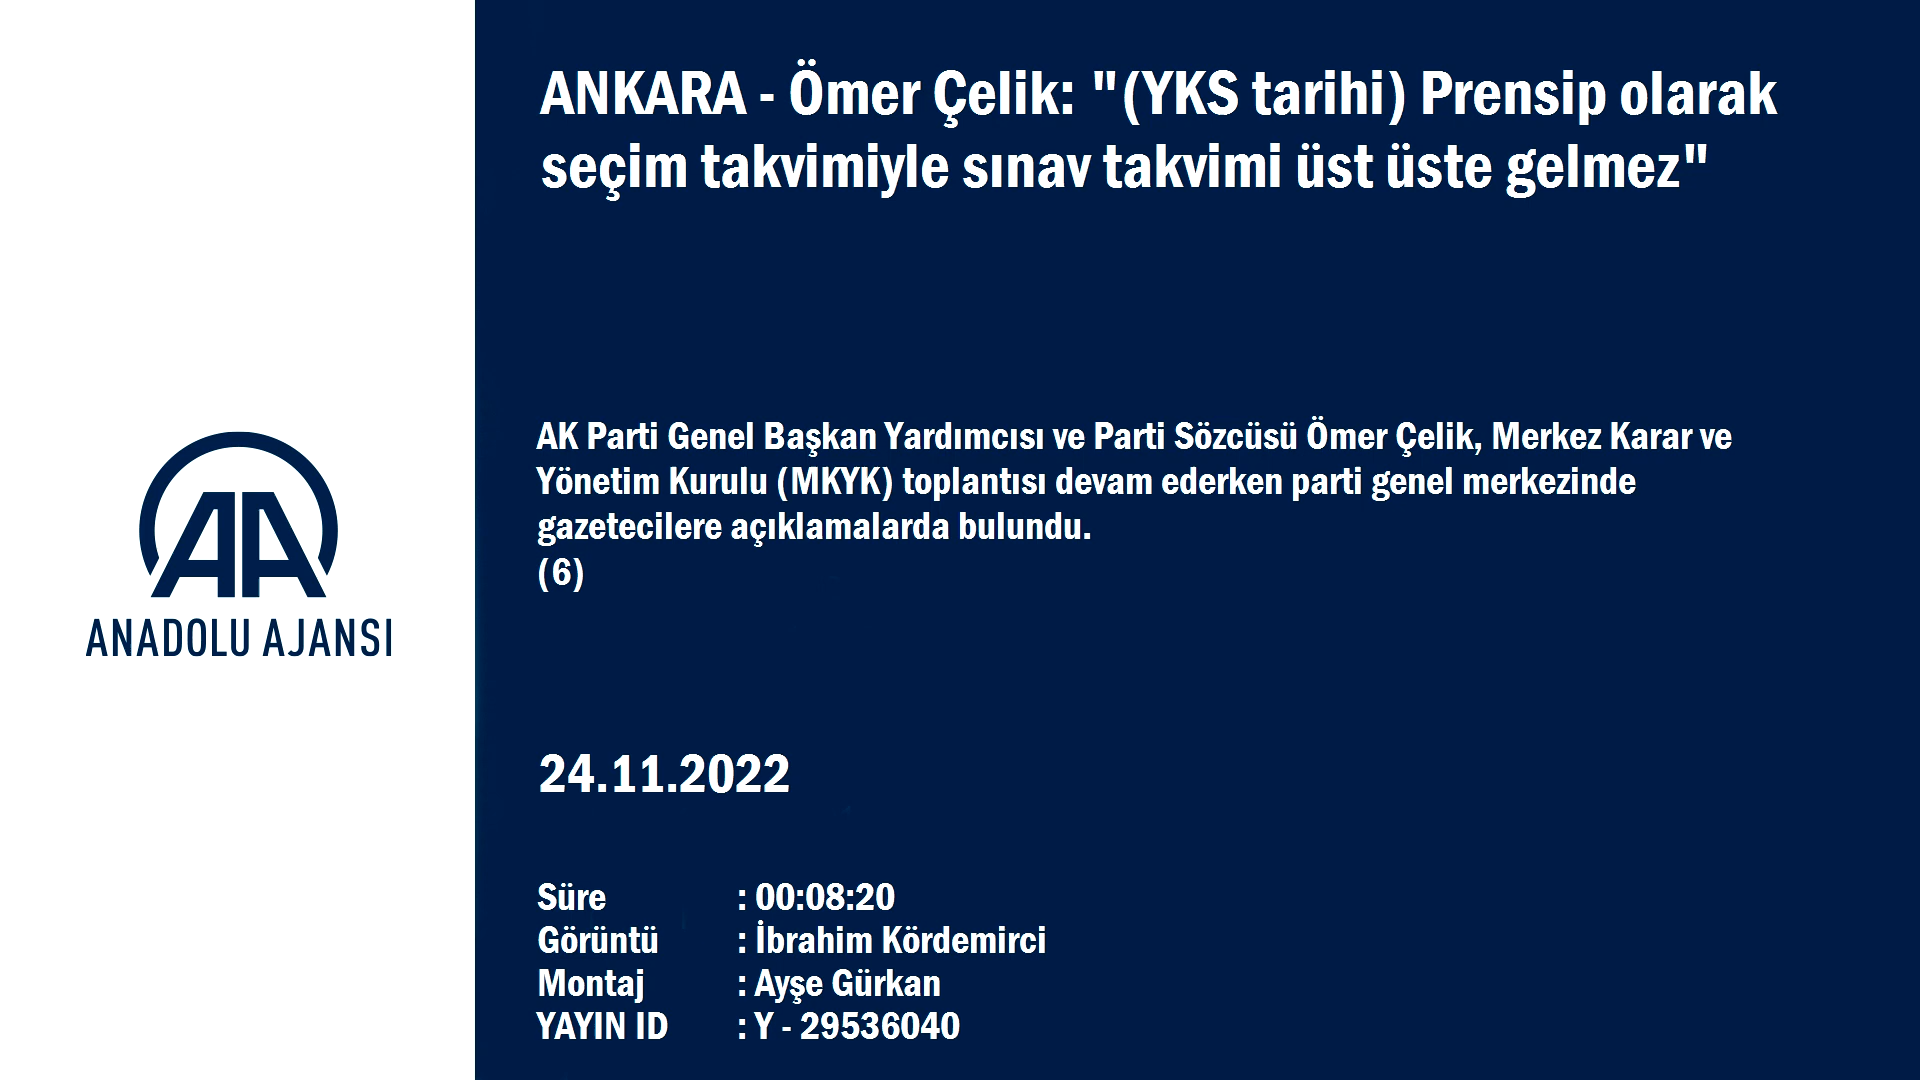 ANKARA - Ömer Çelik: "(YKS tarihi) Prensip olarak
seçim takvimiyle sınav takvimi üst üste gelmez"
AK Parti Genel Başkan Yardımcısı ve Parti Sözcüsü Ömer Çelik, Merkez Karar ve
Yönetim Kurulu (MKYK) toplantısı devam ederken parti genel merkezinde
gazetecilere açıklamalarda bulundu.
(6)
AA
ANADOLU AJANSI
24.11.2022
Süre : 00:08:20
Görüntü : İbrahim Kördemirci
Montaj : Ayşe Gürkan
YAYIN ID : Y - 29536040